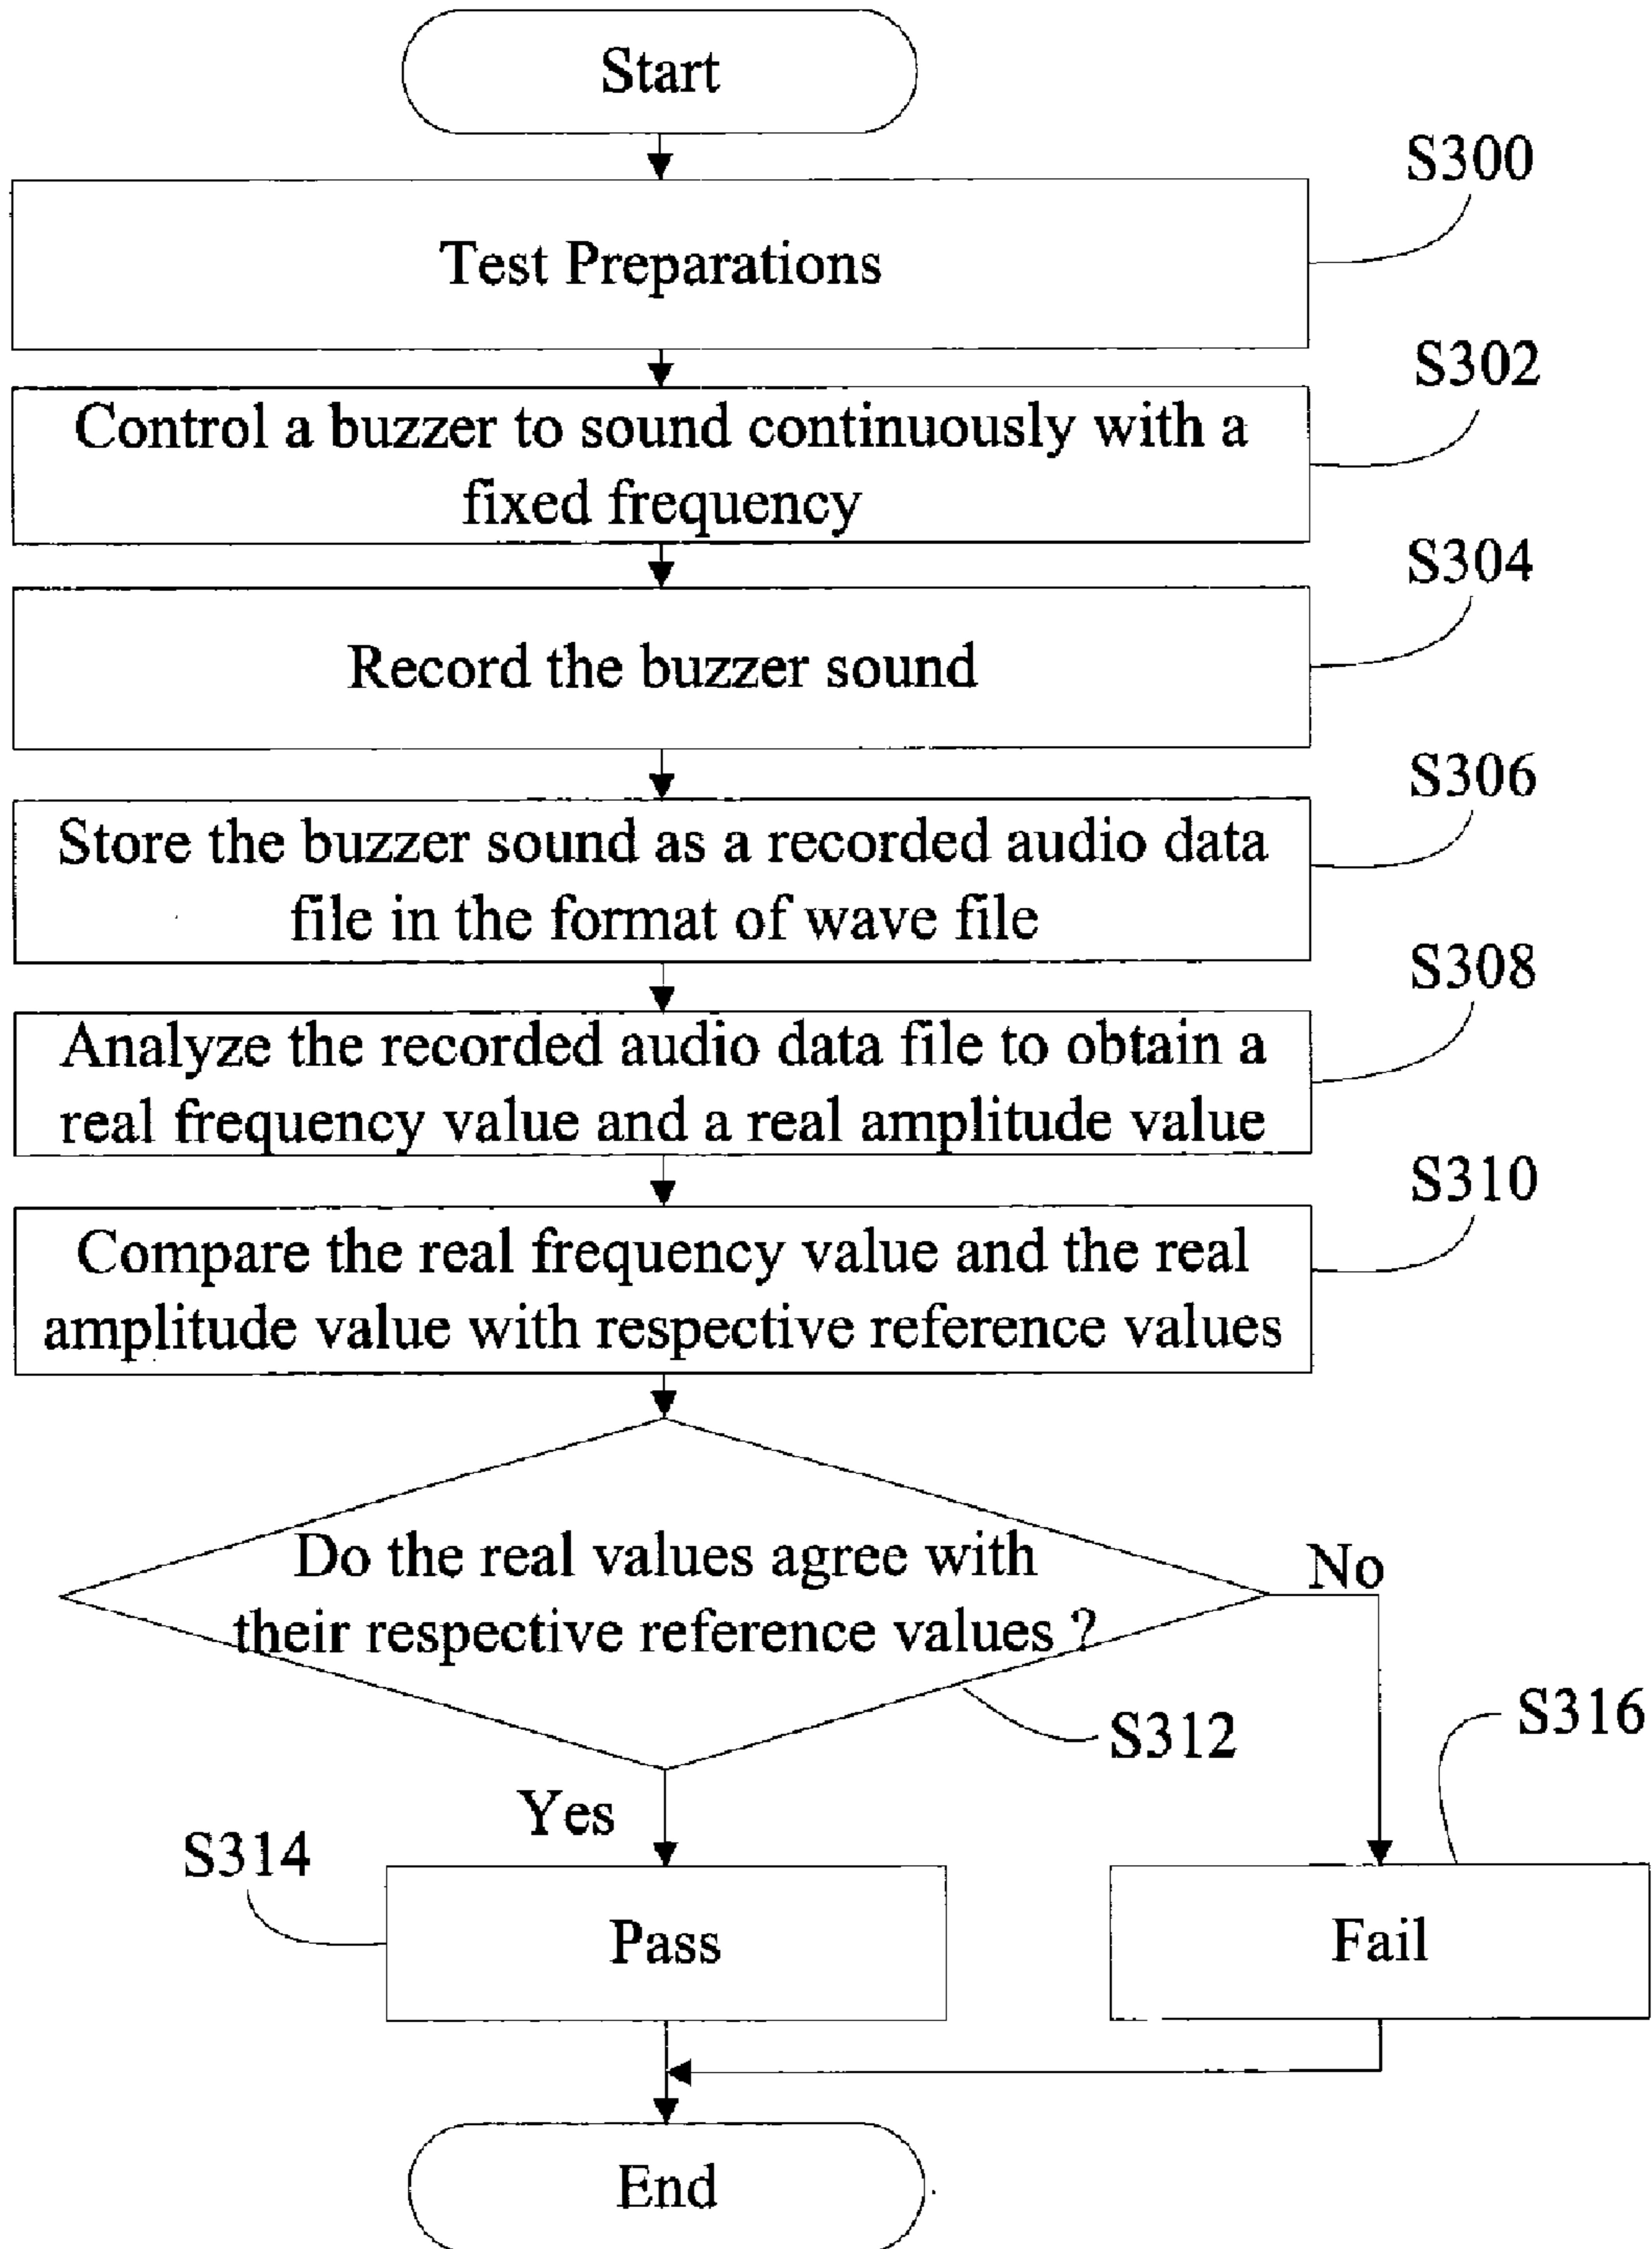 Start
S300
Test Preparations
S302
Control a buzzer to sound continuously with a
fixed frequency
S304
Record the buzzer sound
S306
Store the buzzer sound as a recorded audio data
file in the format of wave file
S308
Analyze the recorded audio data file to obtain a
real frequency value and a real amplitude value
S310
Compare the real frequency value and the real
amplitude value with respective reference values
Do the real values agree with
their respective reference values ?
No
S312
S316
Yes
S314
Pass
Fail
End